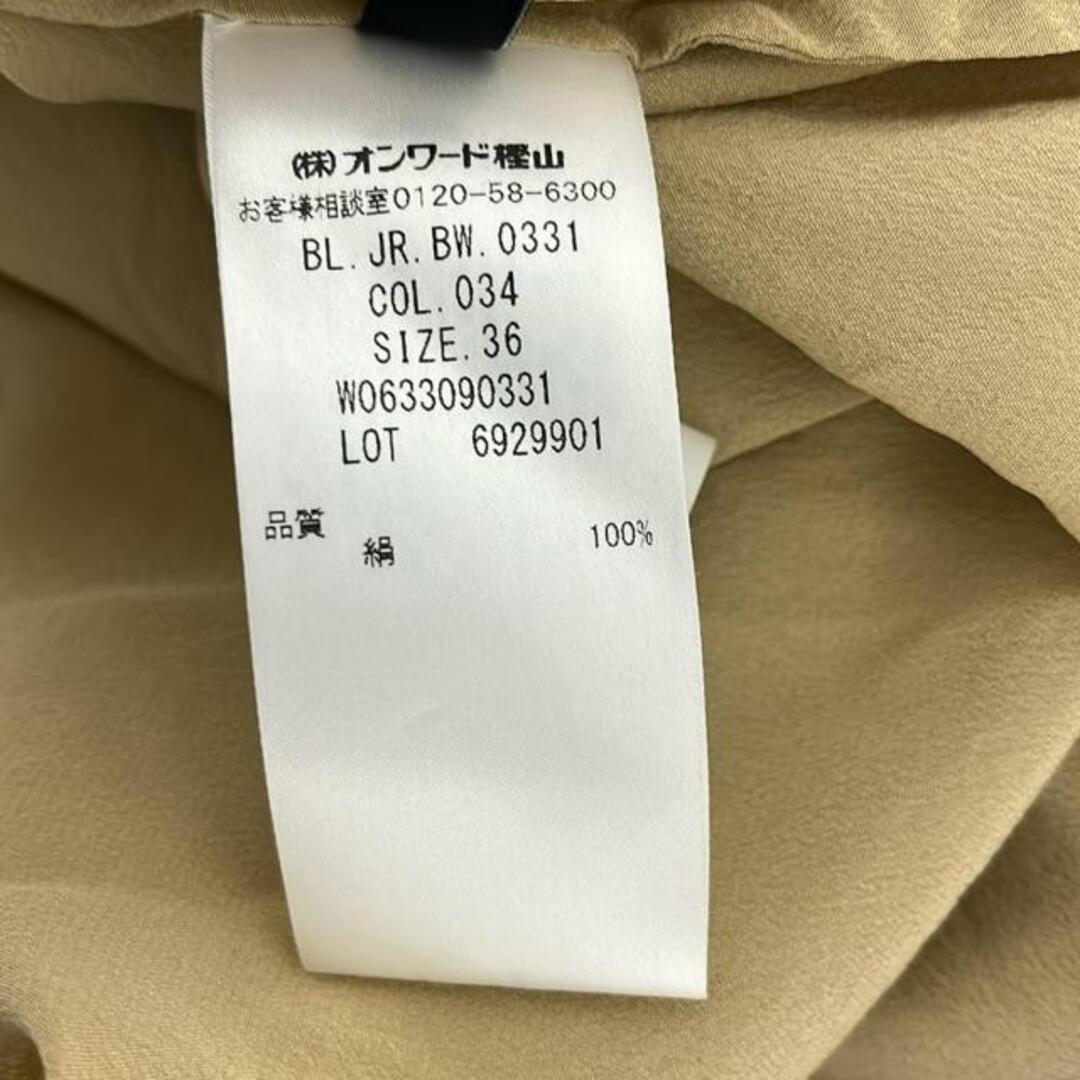 (株)オンワード樫山
お客様相談室0120-58-6300
BL.JR.BW.0331
COL.034
SIZE.36
W0633090331
LOT 6929901
品質
絹 100%